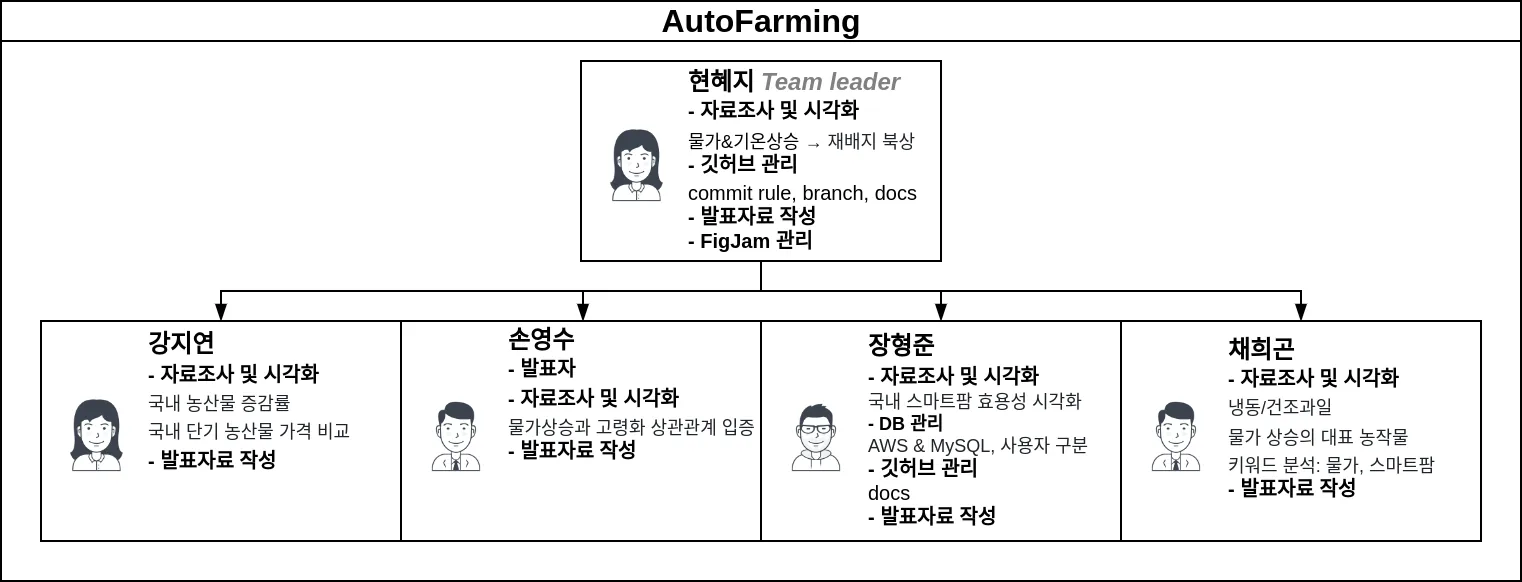 AutoFarming
현혜지 Team leader
- 자료조사 및 시각화
물가&기온상승 → 재배지 북상
- 깃허브 관리
commit rule, branch, docs
- 발표자료 작성
- FigJam 관리
강지연
- 자료조사 및 시각화
국내 농산물 증감률
국내 단기 농산물 가격 비교
- 발표자료 작성
손영수
- 발표자
- 자료조사 및 시각화
물가상승과 고령화 상관관계 입증
- 발표자료 작성
장형준
- 자료조사 및 시각화
국내 스마트팜 효용성 시각화
- DB 관리
AWS & MySQL, 사용자 구분
- 깃허브 관리
docs
- 발표자료 작성
채희곤
- 자료조사 및 시각화
냉동/건조과일
물가 상승의 대표 농작물
키워드 분석: 물가, 스마트팜
- 발표자료 작성